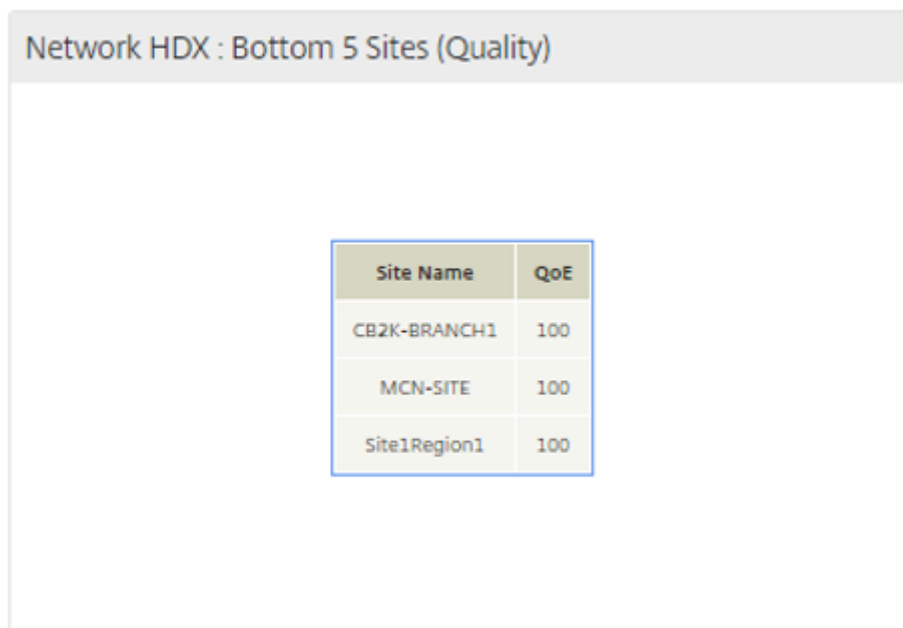 Network HDX : Bottom 5 Sites (Quality)
Site Name QoE
CB2K-BRANCH1 100
MCN-SITE 100
Site1Region1 100